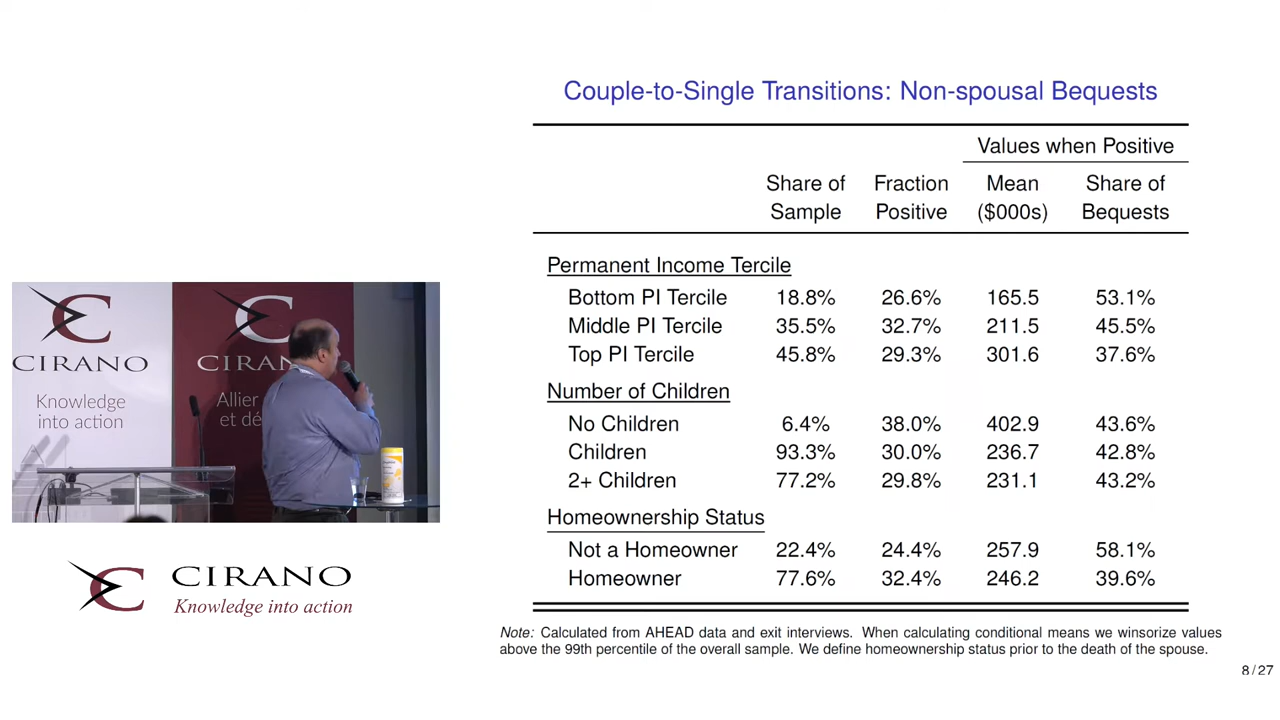 Couple-to-Single Transitions: Non-spousal Bequests
Values when Positive
Share of Fraction Mean Share of
Sample Positive ($000s) Bequests
Permanent Income Tercile
Bottom PI Tercile 18.8% 26.6% 165.5 53.1%
Middle PI Tercile 35.5% 32.7% 211.5 45.5%
Top PI Tercile 45.8% 29.3% 301.6 37.6%
Number of Children
No Children 6.4% 38.0% 402.9 43.6%
Children 93.3% 30.0% 236.7 42.8%
2+ Children 77.2% 29.8% 231.1 43.2%
Homeownership Status
Not a Homeowner 22.4% 24.4% 257.9 58.1%
Homeowner 77.6% 32.4% 246.2 39.6%
Note: Calculated from AHEAD data and exit interviews. When calculating conditional means we winsorize values
above the 99th percentile of the overall sample. We define homeownership status prior to the death of the spouse.
8/27
CIRANO
Knowledge
into action
CIRAN
Allier
et dé
CIRANO
Knowledge into action